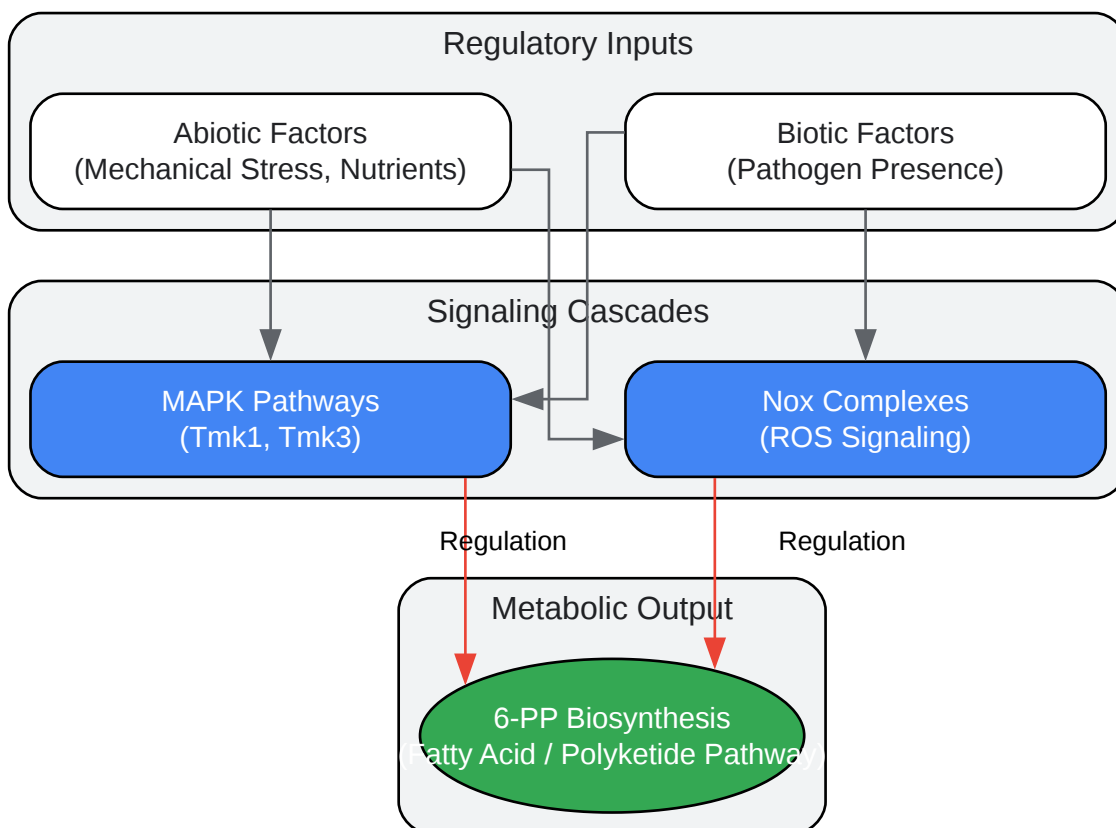 Regulatory Inputs
Abiotic Factors
(Mechanical Stress, Nutrients)
Biotic Factors
(Pathogen Presence)
Signaling Cascades
MAPK Pathways
(Tmk1, Tmk3)
Nox Complexes
(ROS Signaling)
Regulation
Regulation
Metabolic Output
6-PP Biosynthesis
(Fatty Acid / Polyketide Pathway)